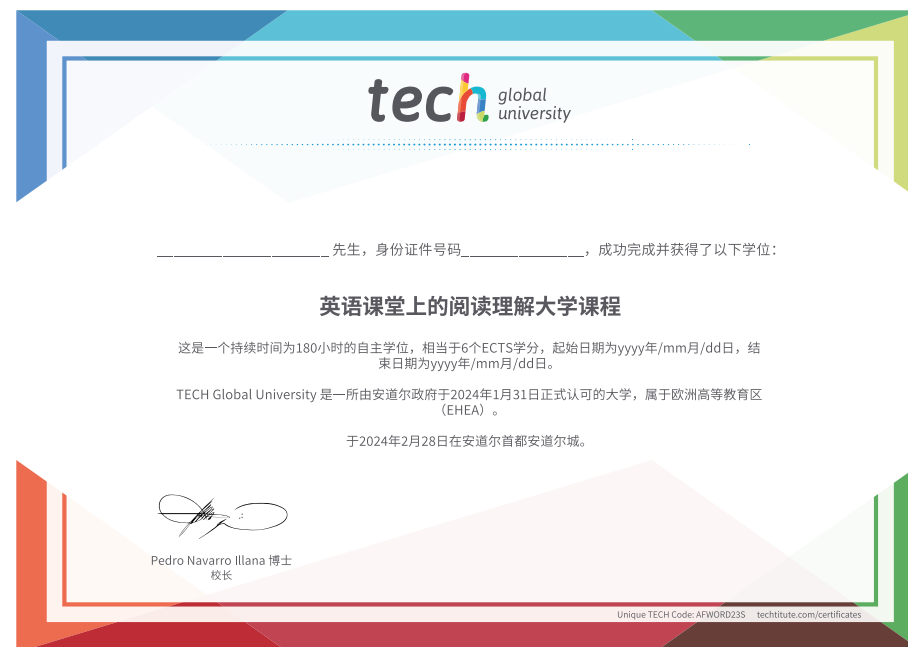 tech global university
______________________ 先生，身份证件号码________________，成功完成并获得了以下学位：
英语课堂上的阅读理解大学课程
这是一个持续时间为180小时的自主学位，相当于6个ECTS学分，起始日期为yyyy年/mm月/dd日，结
束日期为yyyy年/mm月/dd日。
TECH Global University 是一所由安道尔政府于2024年1月31日正式认可的大学，属于欧洲高等教育区
（EHEA）。
于2024年2月28日在安道尔首都安道尔城。
Pedro Navarro Illana 博士
校长
Unique TECH Code: AFWORD23S techtitute.com/certificates